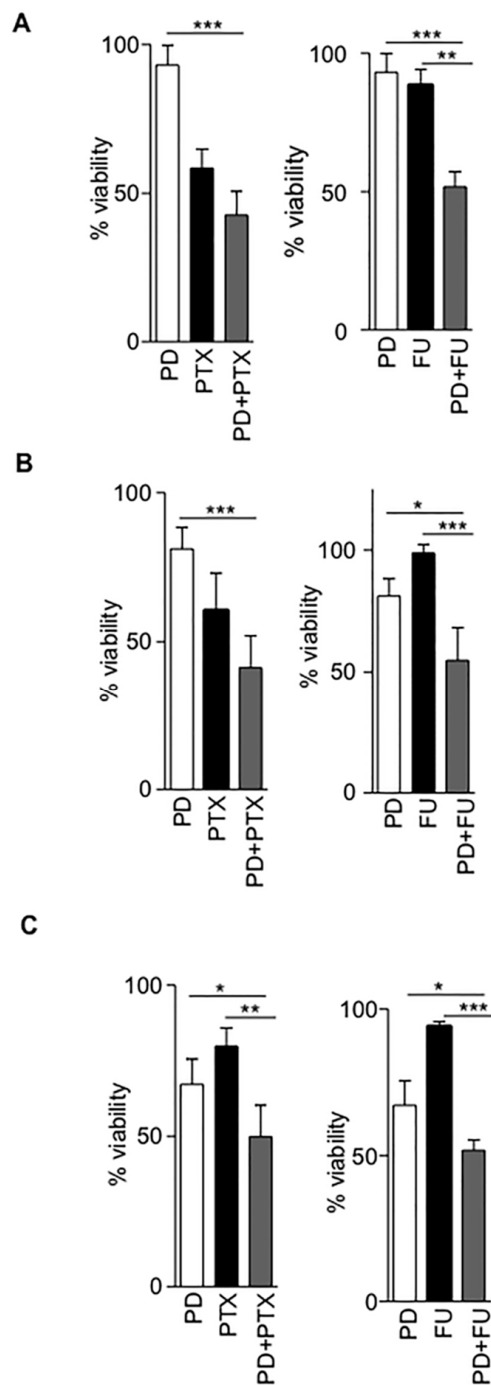 A
***
100
50
0
% viability
PD
PTX
PD+PTX
***
**
100
50
0
% viability
PD
FU
PD+FU
B
***
100
50
0
% viability
PD
PTX
PD+PTX
*
***
100
50
0
% viability
PD
FU
PD+FU
C
*
**
100
50
0
% viability
PD
PTX
PD+PTX
*
***
100
50
0
% viability
PD
FU
PD+FU